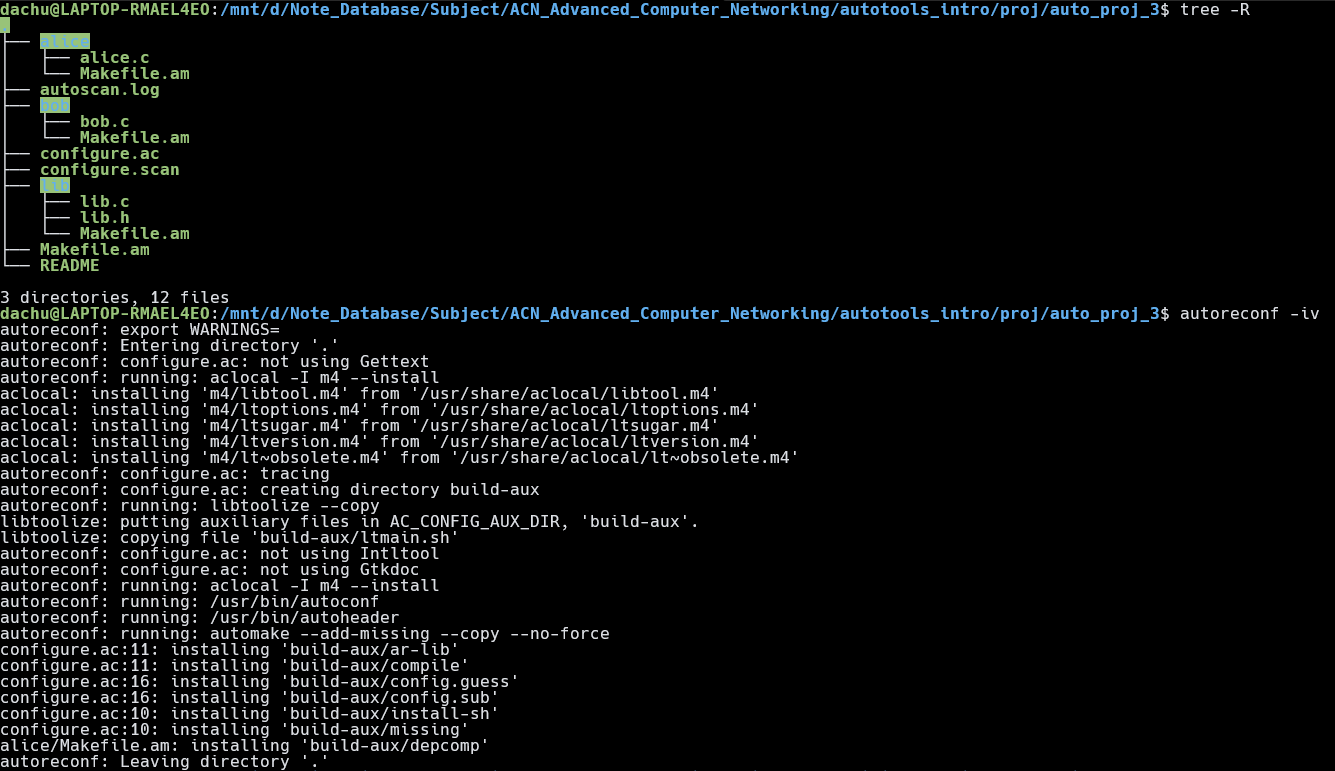 dachu@LAPTOP-RMAEL4EO:/mnt/d/Note_Database/Subject/ACN_Advanced_Computer_Networking/autotools_intro/proj/auto_proj_3$ tree -R
.
├── alice
│   ├── alice.c
│   └── Makefile.am
├── autoscan.log
├── bob
│   ├── bob.c
│   └── Makefile.am
├── configure.ac
├── configure.scan
├── lib
│   ├── lib.c
│   ├── lib.h
│   └── Makefile.am
├── Makefile.am
└── README
3 directories, 12 files
dachu@LAPTOP-RMAEL4EO:/mnt/d/Note_Database/Subject/ACN_Advanced_Computer_Networking/autotools_intro/proj/auto_proj_3$ autoreconf -iv
autoreconf: export WARNINGS=
autoreconf: Entering directory '.'
autoreconf: configure.ac: not using Gettext
autoreconf: running: aclocal -I m4 --install
aclocal: installing 'm4/libtool.m4' from '/usr/share/aclocal/libtool.m4'
aclocal: installing 'm4/ltoptions.m4' from '/usr/share/aclocal/ltoptions.m4'
aclocal: installing 'm4/ltsugar.m4' from '/usr/share/aclocal/ltsugar.m4'
aclocal: installing 'm4/ltversion.m4' from '/usr/share/aclocal/ltversion.m4'
aclocal: installing 'm4/lt~obsolete.m4' from '/usr/share/aclocal/lt~obsolete.m4'
autoreconf: configure.ac: tracing
autoreconf: configure.ac: creating directory build-aux
autoreconf: running: libtoolize --copy
libtoolize: putting auxiliary files in AC_CONFIG_AUX_DIR, 'build-aux'.
libtoolize: copying file 'build-aux/ltmain.sh'
autoreconf: configure.ac: not using Intltool
autoreconf: configure.ac: not using Gtkdoc
autoreconf: running: aclocal -I m4 --install
autoreconf: running: /usr/bin/autoconf
autoreconf: running: /usr/bin/autoheader
autoreconf: running: automake --add-missing --copy --no-force
configure.ac:11: installing 'build-aux/ar-lib'
configure.ac:11: installing 'build-aux/compile'
configure.ac:16: installing 'build-aux/config.guess'
configure.ac:16: installing 'build-aux/config.sub'
configure.ac:10: installing 'build-aux/install-sh'
configure.ac:10: installing 'build-aux/missing'
alice/Makefile.am: installing 'build-aux/depcomp'
autoreconf: Leaving directory '.'